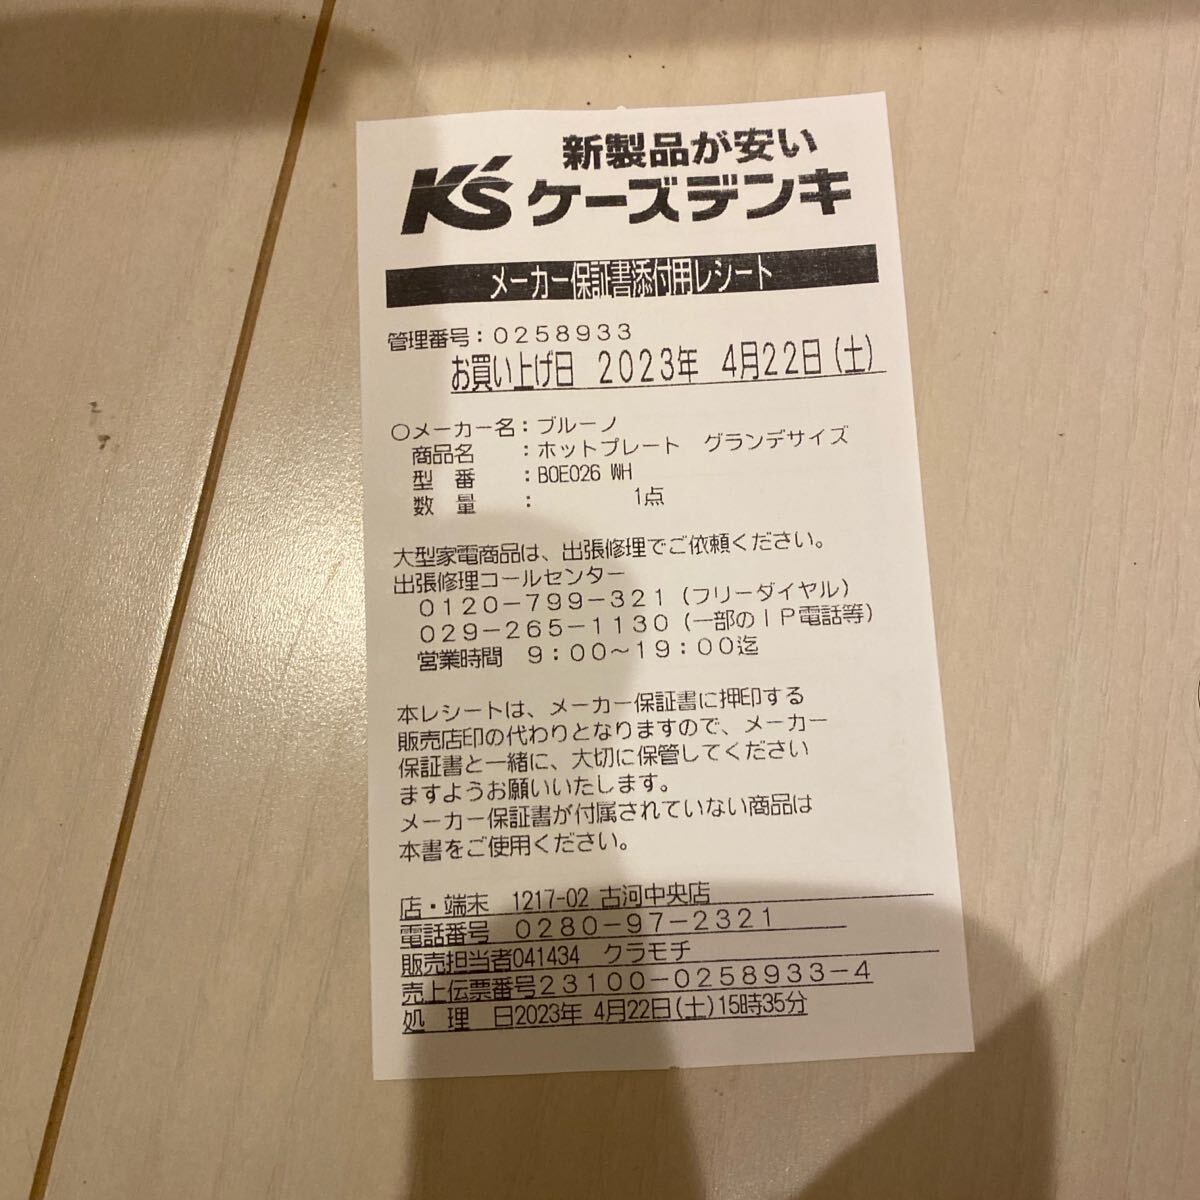 新製品が安い
K's ケーズデンキ
メーカー保証書添付用レシート
管理番号：0258933
お買い上げ日 2023年 4月22日(土)
○メーカー名：ブルーノ
商品名 ：ホットプレート グランデサイズ
型 番 ：BOE026 WH
数 量 ： 1点
大型家電商品は、出張修理でご依頼ください。
出張修理コールセンター
0120-799-321(フリーダイヤル)
029-265-1130(一部のIP電話等)
営業時間 9:00～19:00迄
本レシートは、メーカー保証書に押印する
販売店印の代わりとなりますので、メーカー
保証書と一緒に、大切に保管してください
ますようお願いいたします。
メーカー保証書が付属されていない商品は
本書をご使用ください。
店・端末 1217-02 古河中央店
電話番号 0280-97-2321
販売担当者041434 クラモチ
売上伝票番号23100-0258933-4
処 理 日2023年 4月22日(土)15時35分